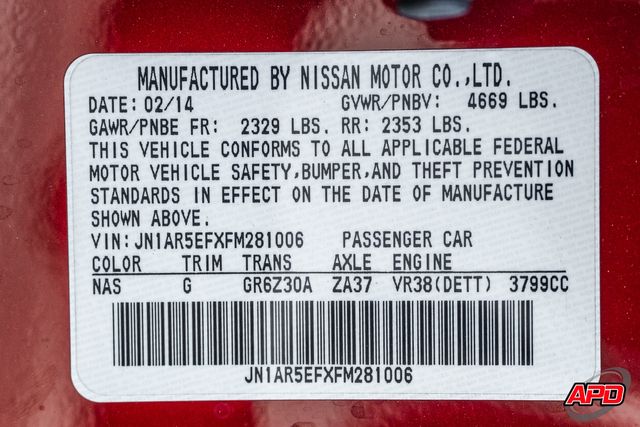 MANUFACTURED BY NISSAN MOTOR CO.,LTD.
DATE: 02/14 GVWR/PNBV: 4669 LBS.
GAWR/PNBE FR: 2329 LBS. RR: 2353 LBS.
THIS VEHICLE CONFORMS TO ALL APPLICABLE FEDERAL
MOTOR VEHICLE SAFETY,BUMPER,AND THEFT PREVENTION
STANDARDS IN EFFECT ON THE DATE OF MANUFACTURE
SHOWN ABOVE.
VIN:JN1AR5EFXFM281006 PASSENGER CAR
COLOR TRIM TRANS AXLE ENGINE
NAS G GR6Z30A ZA37 VR38(DETT) 3799CC
JN1AR5EFXFM281006
APD